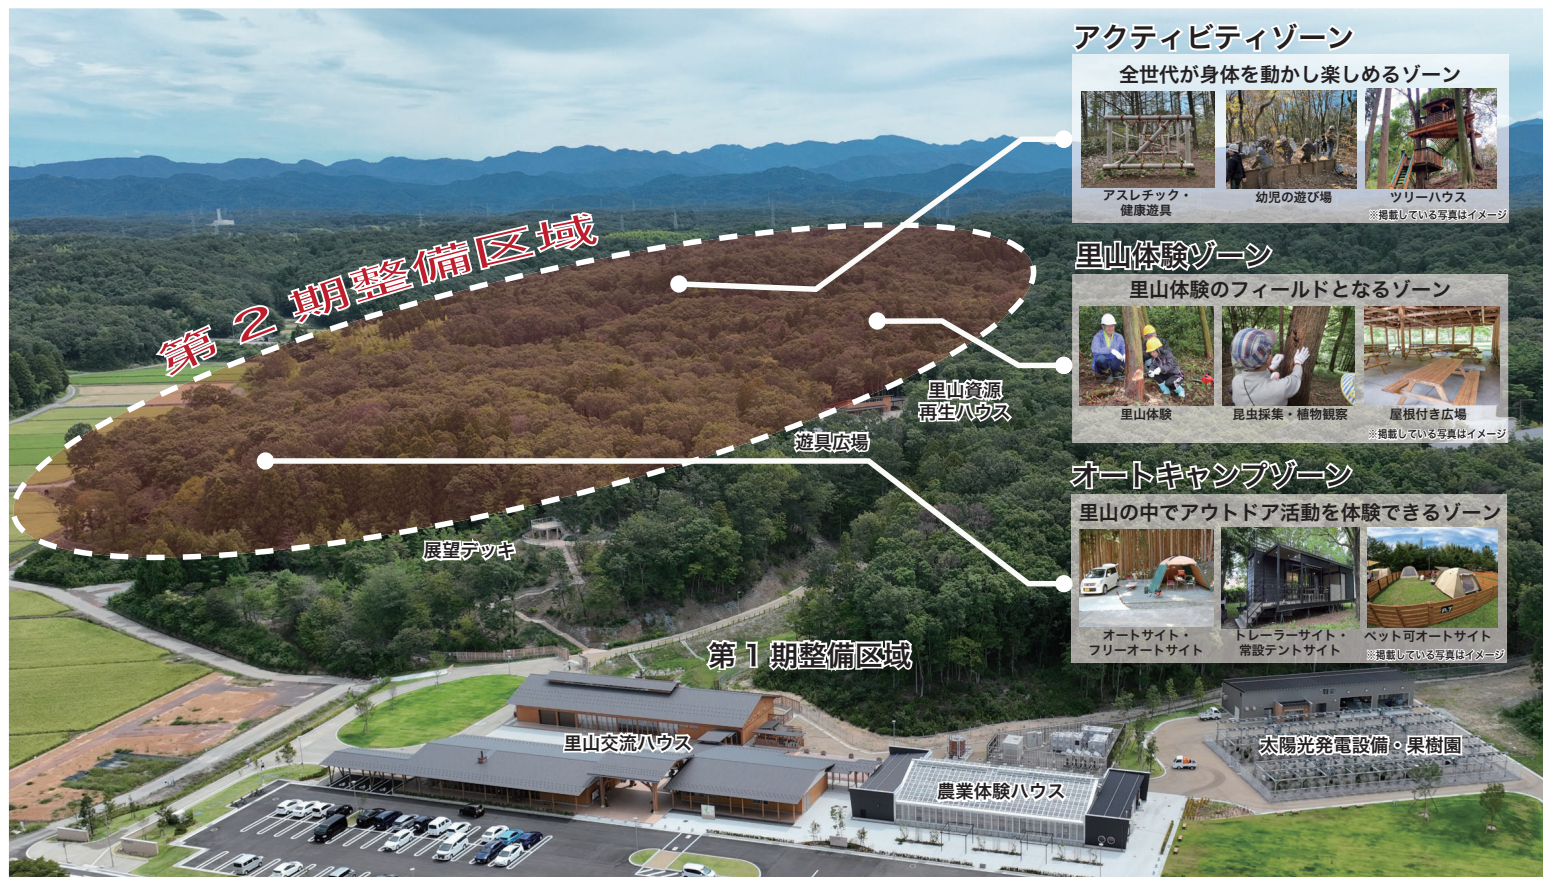 アクティビティゾーン
全世代が身体を動かし楽しめるゾーン
アスレチック・
健康遊具
幼児の遊び場
ツリーハウス
※掲載している写真はイメージ
第2期整備区域
里山体験ゾーン
里山体験のフィールドとなるゾーン
里山体験
昆虫採集・植物観察
屋根付き広場
※掲載している写真はイメージ
里山資源
再生ハウス
遊具広場
オートキャンプゾーン
里山の中でアウトドア活動を体験できるゾーン
オートサイト・
フリーオートサイト
トレーラーサイト・
常設テントサイト
ペット可オートサイト
※掲載している写真はイメージ
展望デッキ
第1期整備区域
里山交流ハウス
太陽光発電設備・果樹園
農業体験ハウス